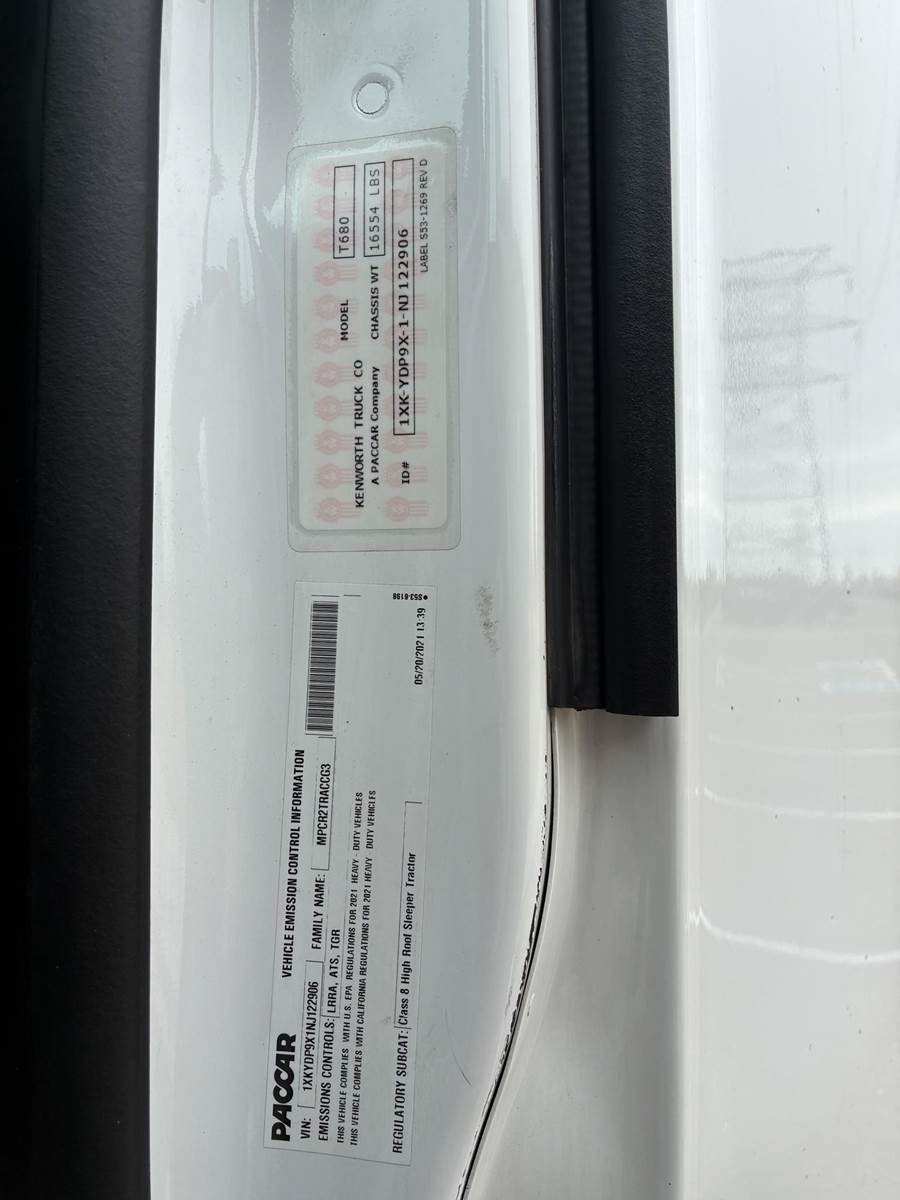 KENWORTH TRUCK CO MODEL T680
A PACCAR Company CHASSIS WT 16554 LBS
ID# 1XK-YDP9X-1-NJ122906
LABEL S53-1269 REV D
PACCAR VEHICLE EMISSION CONTROL INFORMATION
VIN: 1XKYDP9X1NJ122906 FAMILY NAME: MPCR2TRACCG3
EMISSIONS CONTROLS: LRRA, ATS, TGR
THIS VEHICLE COMPLIES WITH U.S. EPA REGULATIONS FOR 2021 HEAVY - DUTY VEHICLES
THIS VEHICLE COMPLIES WITH CALIFORNIA REGULATIONS FOR 2021 HEAVY DUTY VEHICLES
REGULATORY SUBCAT: Class 8 High Roof Sleeper Tractor
05/20/2021 13:39
S53-6198